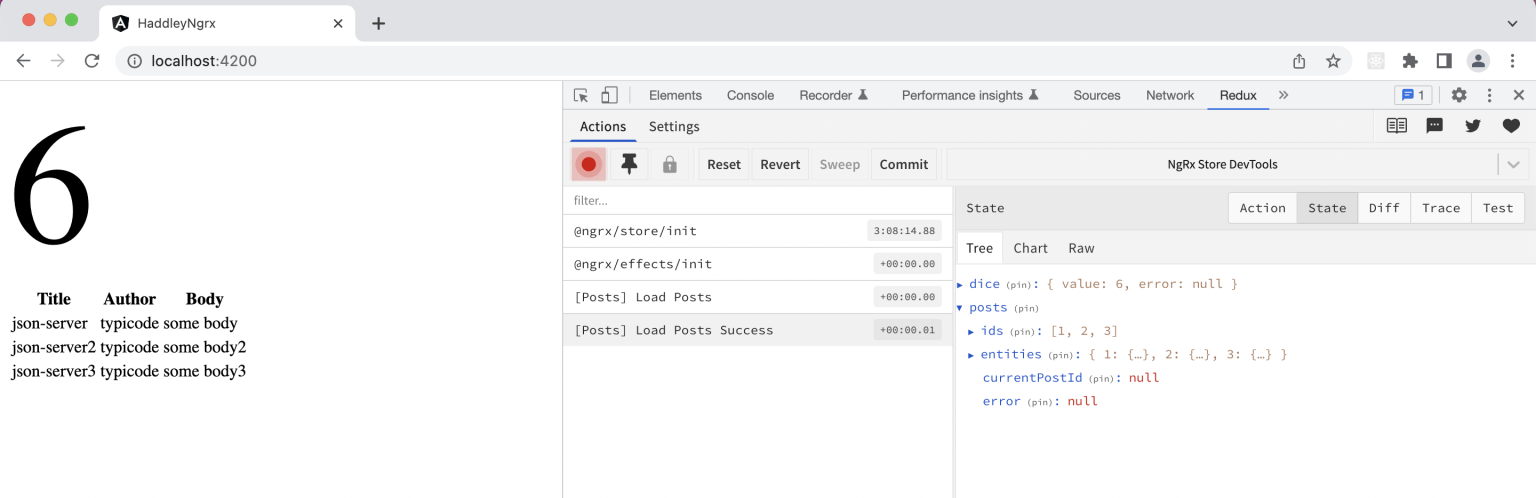 HaddleyNgrx
localhost:4200
Elements Console Recorder Performance insights Sources Network Redux 1
Actions Settings
Reset Revert Sweep Commit NgRx Store DevTools
6
Title Author Body
json-server typicode some body
json-server2 typicode some body2
json-server3 typicode some body3
filter...
@ngrx/store/init 3:08:14.88
@ngrx/effects/init +00:00.00
[Posts] Load Posts +00:00.00
[Posts] Load Posts Success +00:00.01
State Action State Diff Trace Test
Tree Chart Raw
dice (pin): { value: 6, error: null }
posts (pin)
ids (pin): [1, 2, 3]
entities (pin): { 1: {…}, 2: {…}, 3: {…} }
currentPostId (pin): null
error (pin): null